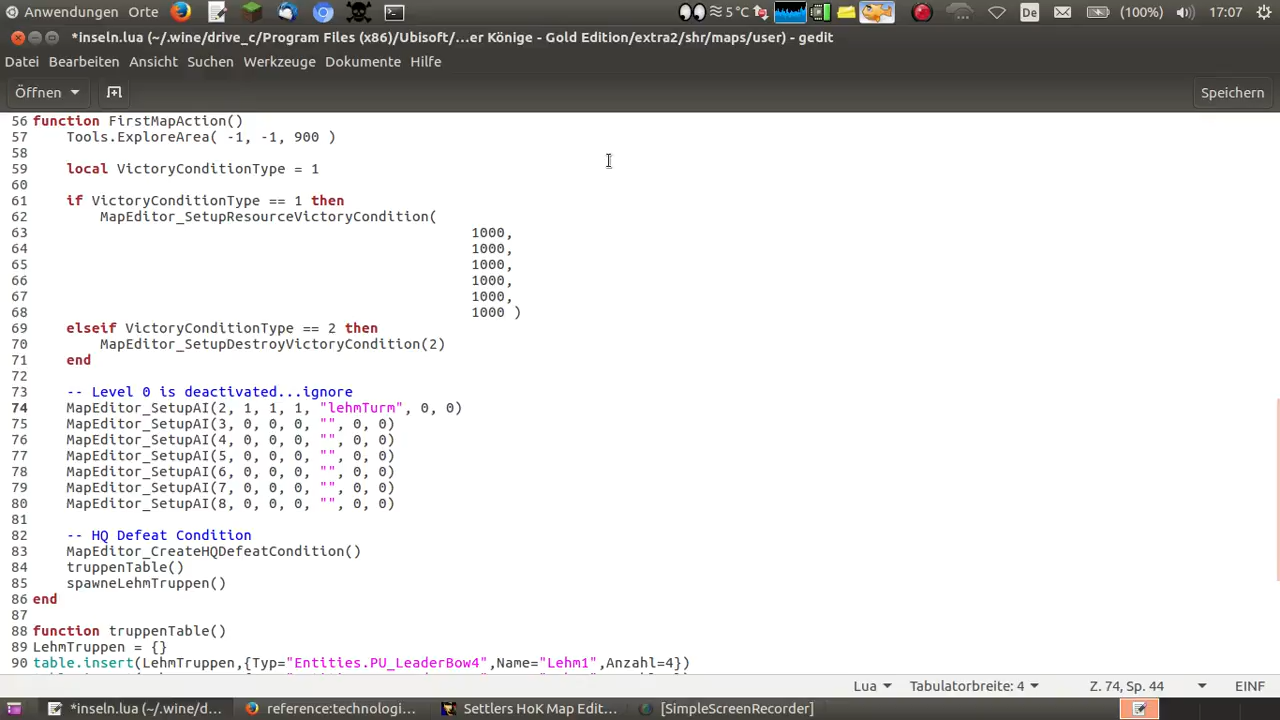 Anwendungen Orte 5 °C De (100%) 17:07
*inseln.lua (~/.wine/drive_c/Program Files (x86)/Ubisoft/...er Könige - Gold Edition/extra2/shr/maps/user) - gedit
Datei Bearbeiten Ansicht Suchen Werkzeuge Dokumente Hilfe
Öffnen Speichern
56 function FirstMapAction()
57 Tools.ExploreArea( -1, -1, 900 )
58
59 local VictoryConditionType = 1
60
61 if VictoryConditionType == 1 then
62 MapEditor_SetupResourceVictoryCondition(
63 1000,
64 1000,
65 1000,
66 1000,
67 1000,
68 1000 )
69 elseif VictoryConditionType == 2 then
70 MapEditor_SetupDestroyVictoryCondition(2)
71 end
72
73 -- Level 0 is deactivated...ignore
74 MapEditor_SetupAI(2, 1, 1, 1, "lehmTurm", 0, 0)
75 MapEditor_SetupAI(3, 0, 0, 0, "", 0, 0)
76 MapEditor_SetupAI(4, 0, 0, 0, "", 0, 0)
77 MapEditor_SetupAI(5, 0, 0, 0, "", 0, 0)
78 MapEditor_SetupAI(6, 0, 0, 0, "", 0, 0)
79 MapEditor_SetupAI(7, 0, 0, 0, "", 0, 0)
80 MapEditor_SetupAI(8, 0, 0, 0, "", 0, 0)
81
82 -- HQ Defeat Condition
83 MapEditor_CreateHQDefeatCondition()
84 truppenTable()
85 spawneLehmTruppen()
86 end
87
88 function truppenTable()
89 LehmTruppen = {}
90 table.insert(LehmTruppen,{Typ="Entities.PU_LeaderBow4",Name="Lehm1",Anzahl=4})
Lua Tabulatorbreite: 4 Z. 74, Sp. 44 EINF
*inseln.lua (~/.wine/d... reference:technologi... Settlers HoK Map Edit... [SimpleScreenRecorder]